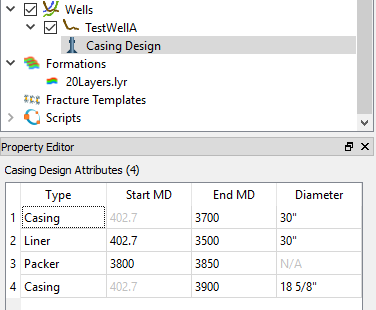 Wells
TestWellA
Casing Design
Formations
20Layers.lyr
Fracture Templates
Scripts
Property Editor
Casing Design Attributes (4)
Type Start MD End MD Diameter
1 Casing 402.7 3700 30"
2 Liner 402.7 3500 30"
3 Packer 3800 3850 N/A
4 Casing 402.7 3900 18 5/8"